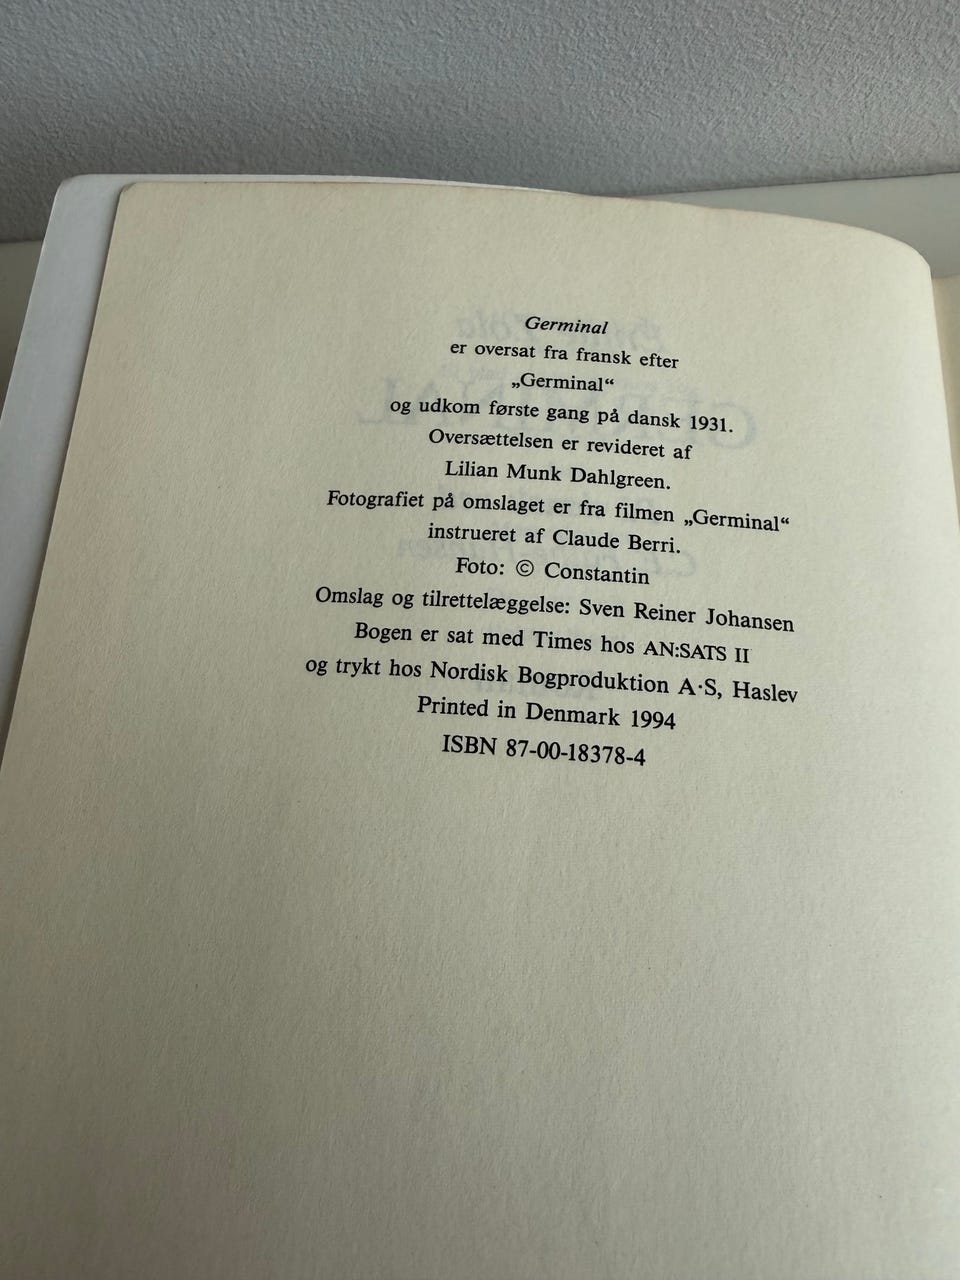 Germinal
er oversat fra fransk efter
„Germinal“
og udkom første gang på dansk 1931.
Oversættelsen er revideret af
Lilian Munk Dahlgreen.
Fotografiet på omslaget er fra filmen „Germinal“
instrueret af Claude Berri.
Foto: © Constantin
Omslag og tilrettelæggelse: Sven Reiner Johansen
Bogen er sat med Times hos AN:SATS II
og trykt hos Nordisk Bogproduktion A·S, Haslev
Printed in Denmark 1994
ISBN 87-00-18378-4